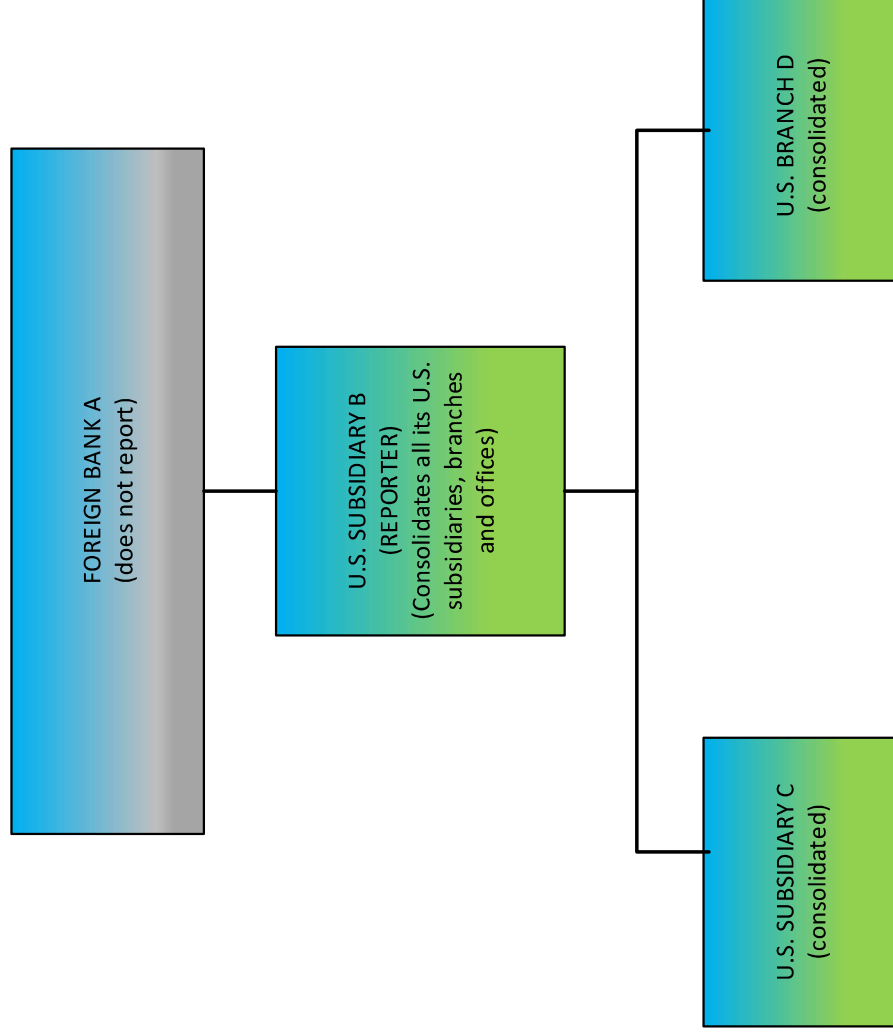 FOREIGN BANK A
(does not report)
U.S. SUBSIDIARY B
(REPORTER)
(Consolidates all its U.S.
subsidiaries, branches
and offices)
U.S. SUBSIDIARY C
(consolidated)
U.S. BRANCH D
(consolidated)